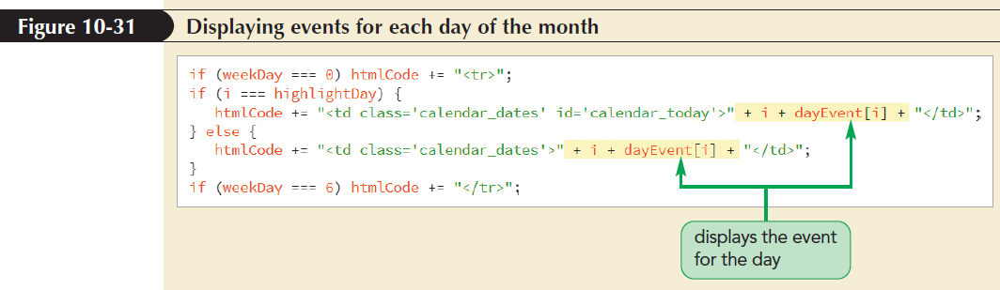 Figure 10-31 Displaying events for each day of the month
if (weekDay === 0) htmlCode += "<tr>";
if (i === highlightDay) {
htmlCode += "<td class='calendar_dates' id='calendar_today'>" + i + dayEvent[i] + "</td>";
} else {
htmlCode += "<td class='calendar_dates'>" + i + dayEvent[i] + "</td>";
}
if (weekDay === 6) htmlCode += "</tr>";
displays the event
for the day